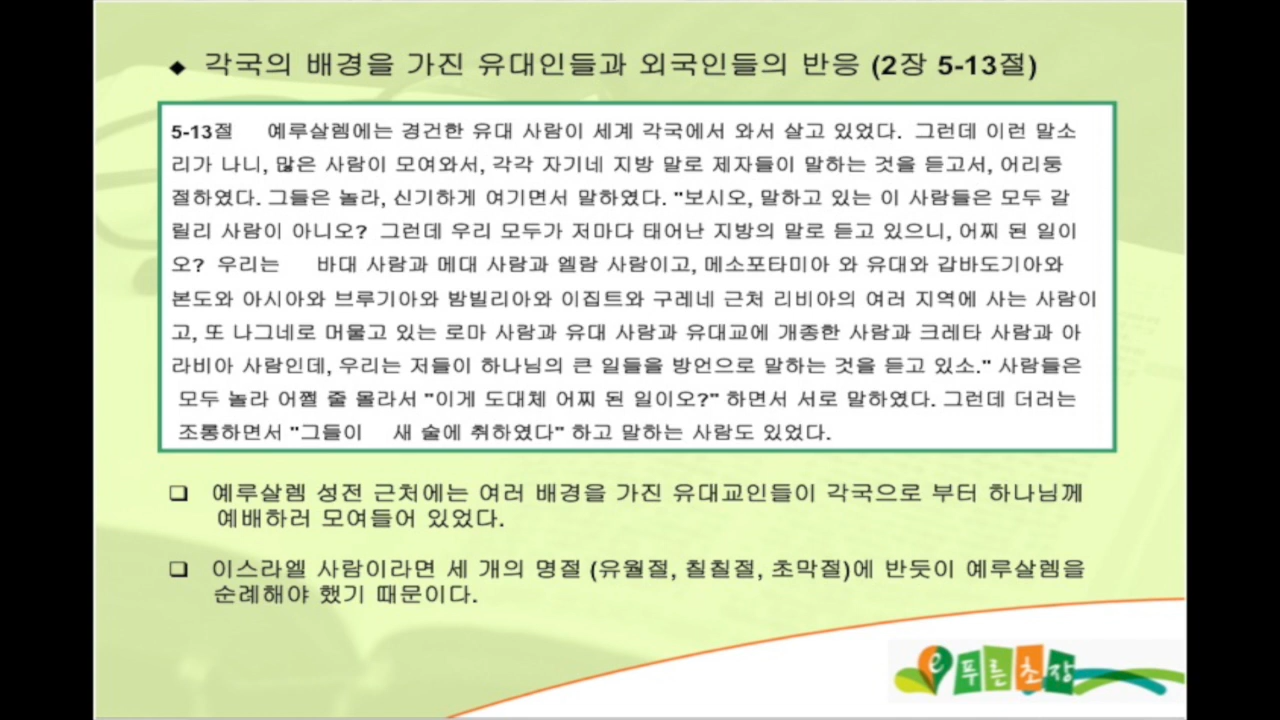 ◆ 각국의 배경을 가진 유대인들과 외국인들의 반응 (2장 5-13절)
5-13절 예루살렘에는 경건한 유대 사람이 세계 각국에서 와서 살고 있었다. 그런데 이런 말소
리가 나니, 많은 사람이 모여와서, 각각 자기네 지방 말로 제자들이 말하는 것을 듣고서, 어리둥
절하였다. 그들은 놀라, 신기하게 여기면서 말하였다. "보시오, 말하고 있는 이 사람들은 모두 갈
릴리 사람이 아니오? 그런데 우리 모두가 저마다 태어난 지방의 말로 듣고 있으니, 어찌 된 일이
오? 우리는 바대 사람과 메대 사람과 엘람 사람이고, 메소포타미아 와 유대와 갑바도기아와
본도와 아시아와 브루기아와 밤빌리아와 이집트와 구레네 근처 리비아의 여러 지역에 사는 사람이
고, 또 나그네로 머물고 있는 로마 사람과 유대 사람과 유대교에 개종한 사람과 크레타 사람과 아
라비아 사람인데, 우리는 저들이 하나님의 큰 일들을 방언으로 말하는 것을 듣고 있소." 사람들은
모두 놀라 어쩔 줄 몰라서 "이게 도대체 어찌 된 일이오?" 하면서 서로 말하였다. 그런데 더러는
조롱하면서 "그들이 새 술에 취하였다" 하고 말하는 사람도 있었다.
❑ 예루살렘 성전 근처에는 여러 배경을 가진 유대교인들이 각국으로 부터 하나님께
예배하러 모여들어 있었다.
❑ 이스라엘 사람이라면 세 개의 명절 (유월절, 칠칠절, 초막절)에 반듯이 예루살렘을
순례해야 했기 때문이다.
e 푸른초장